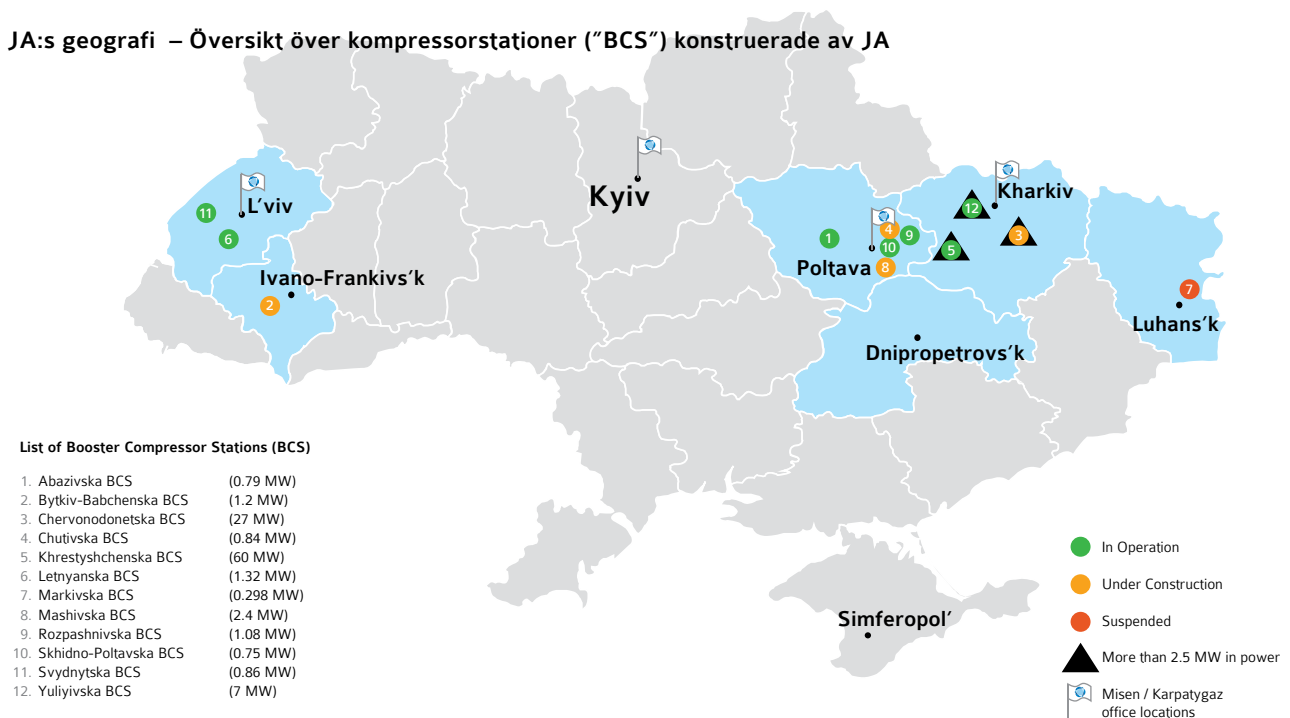 JA:s geografi – Översikt över kompressorstationer (”BCS”) konstruerade av JA
Kyiv
L’viv
Kharkiv
11
12
6
1
4
9
3
10
5
Ivano-Frankivs’k
Poltava
8
2
7
Luhans’k
Dnipropetrovs’k
List of Booster Compressor Stations (BCS)
1. Abazivska BCS (0.79 MW)
2. Bytkiv-Babchenska BCS (1.2 MW)
3. Chervonodonetska BCS (27 MW)
4. Chutivska BCS (0.84 MW)
5. Khrestyshchenska BCS (60 MW)
6. Letnyanska BCS (1.32 MW)
7. Markivska BCS (0.298 MW)
8. Mashivska BCS (2.4 MW)
9. Rozpashnivska BCS (1.08 MW)
10. Skhidno-Poltavska BCS (0.75 MW)
11. Svydnytska BCS (0.86 MW)
12. Yuliyivska BCS (7 MW)
Simferopol’
In Operation
Under Construction
Suspended
More than 2.5 MW in power
Misen / Karpatygaz
office locations